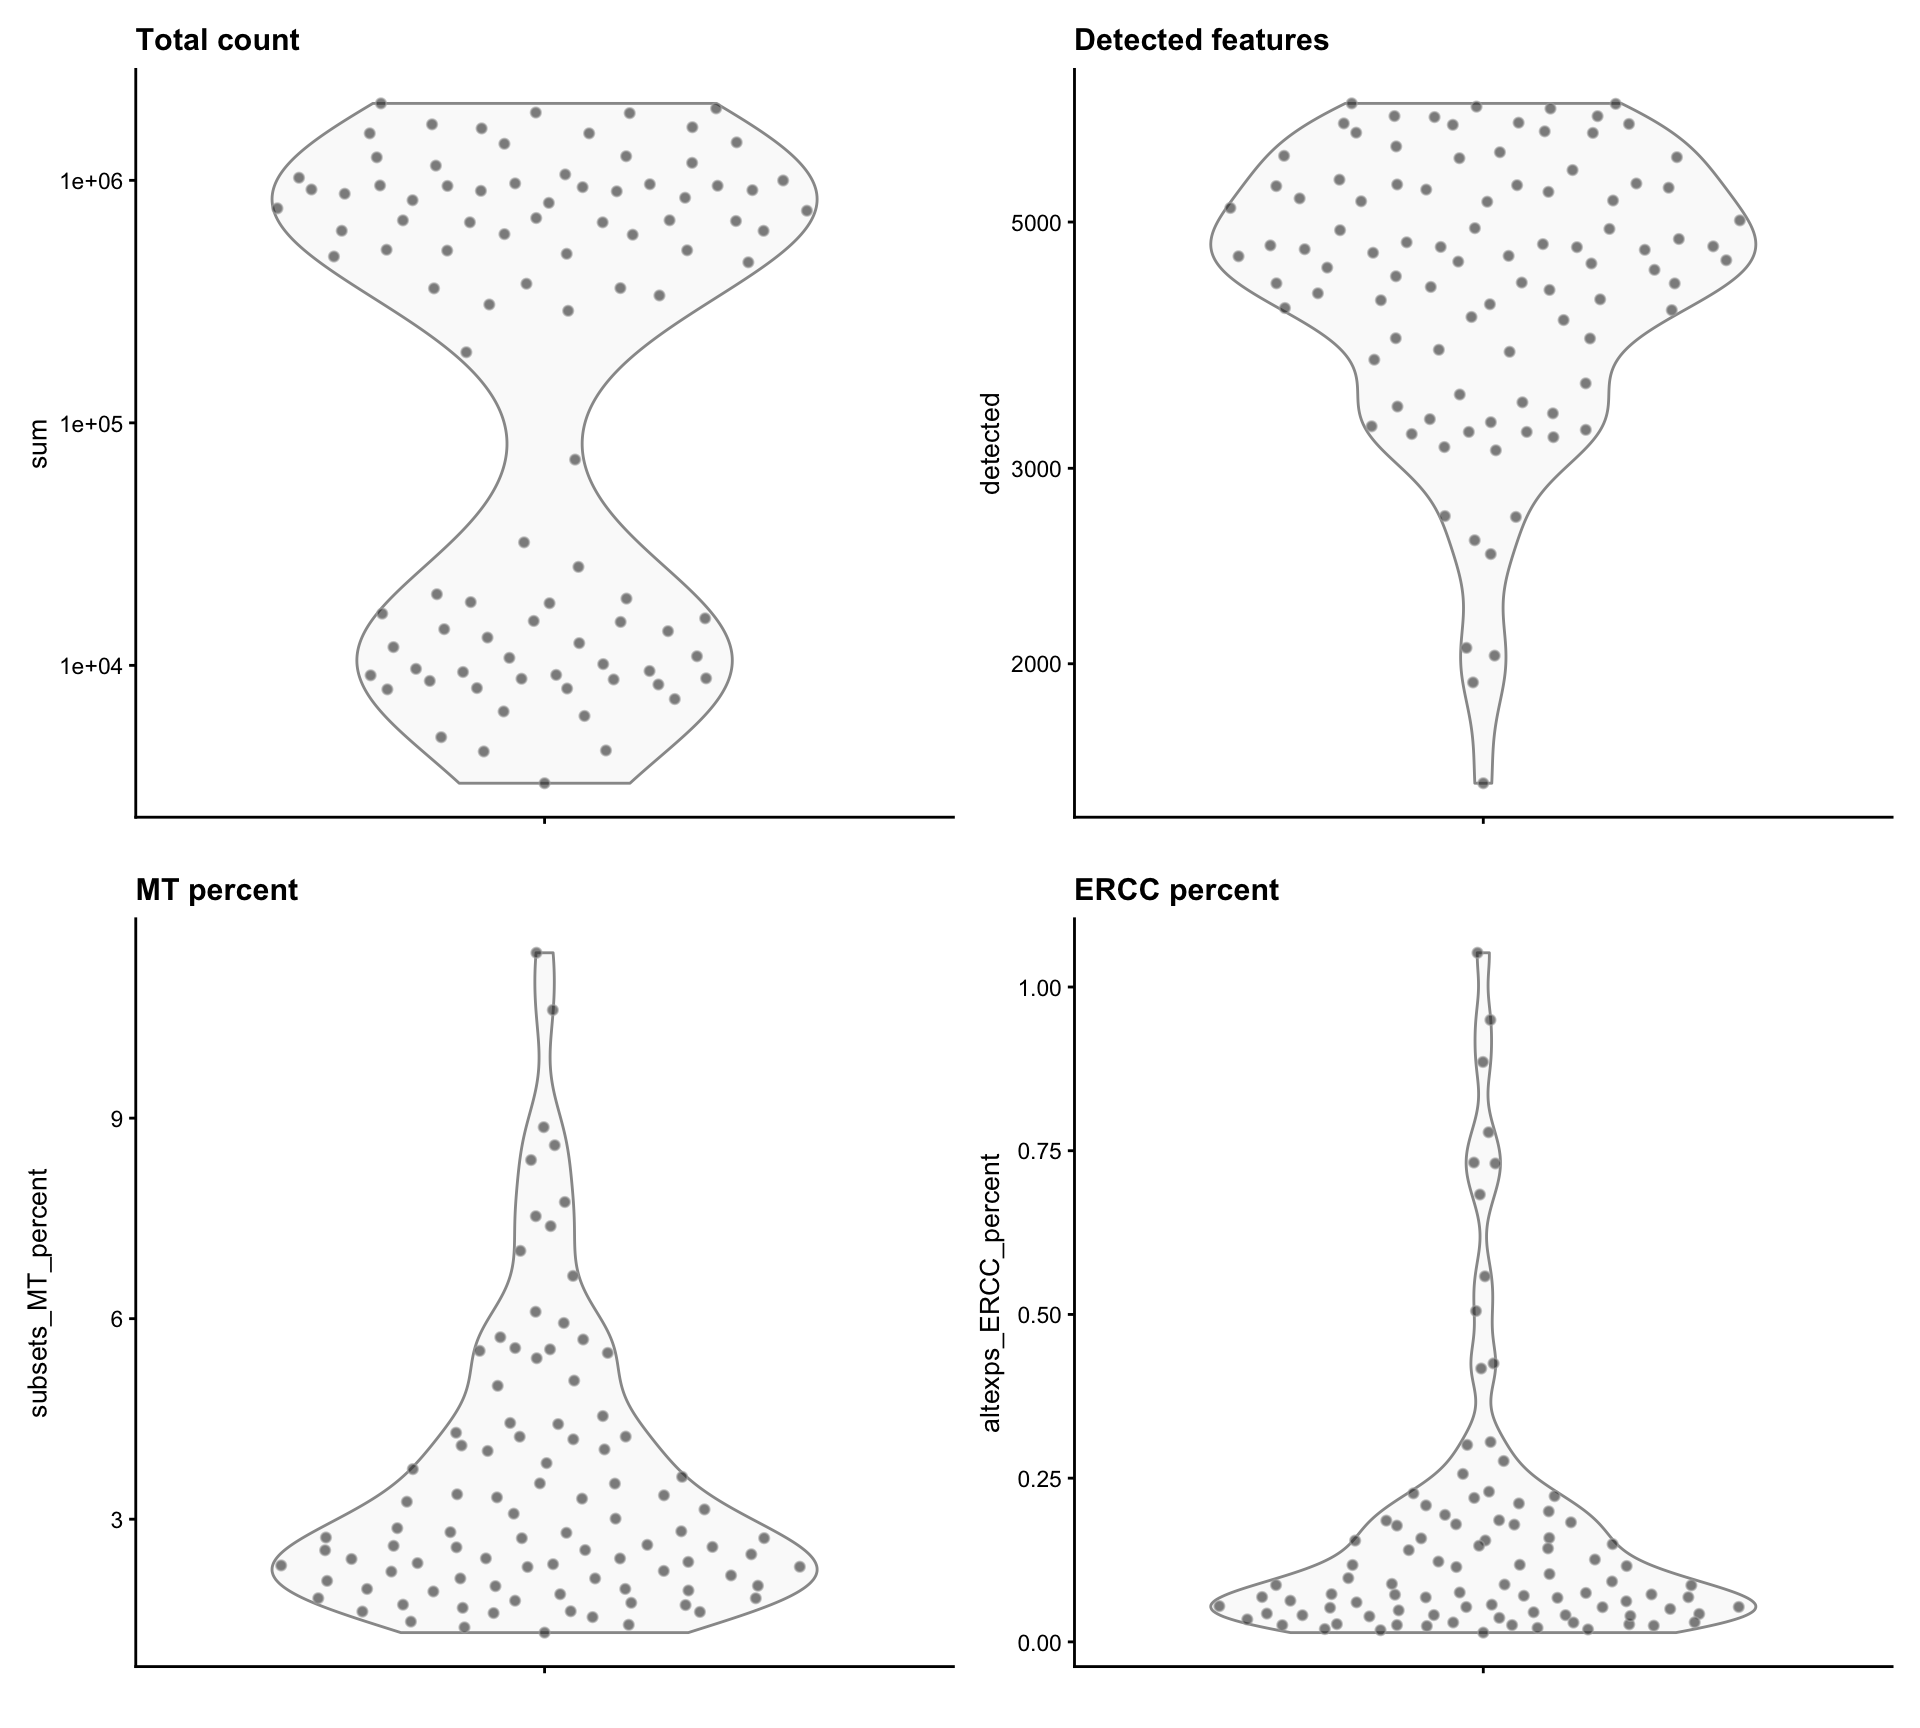 Total count
sum
1e+06
1e+05
1e+04
Detected features
detected
5000
3000
2000
MT percent
subsets_MT_percent
9
6
3
ERCC percent
altexps_ERCC_percent
1.00
0.75
0.50
0.25
0.00